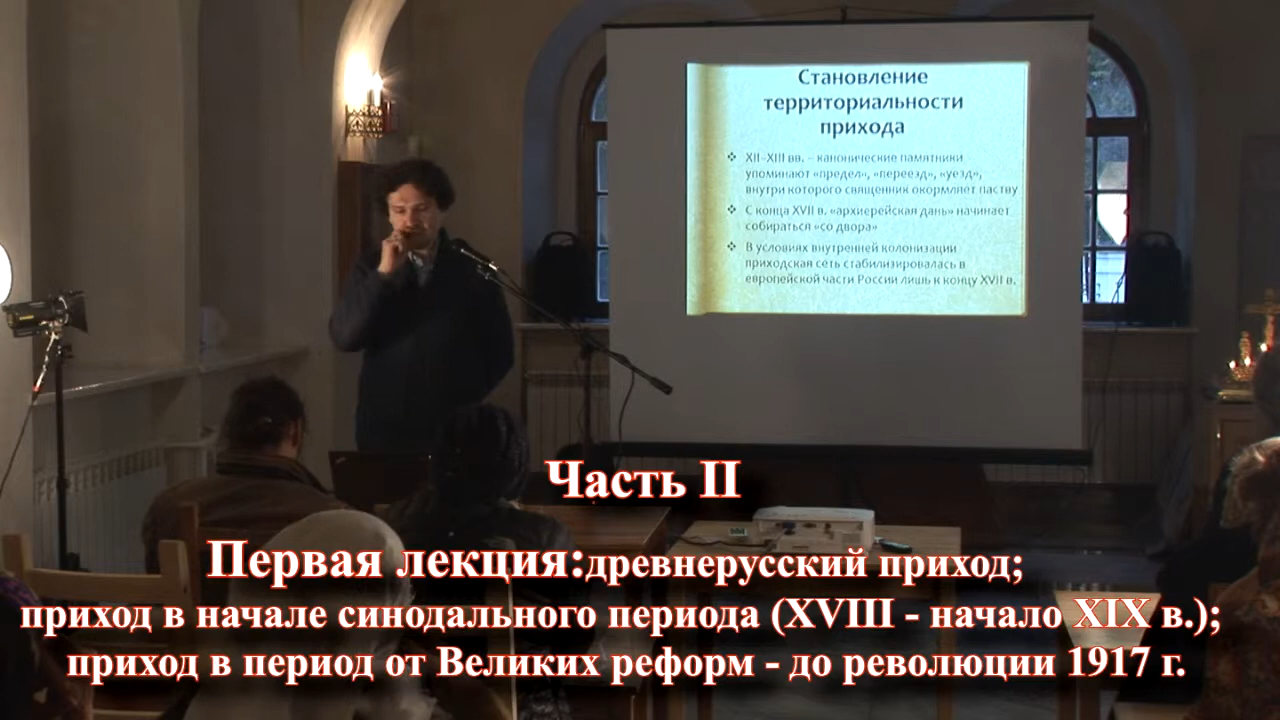 Становление
территориальности
прихода
❖ XII–XIII вв. – канонические памятники
упоминают «предел», «переезд», «уезд»,
внутри которого священник окормляет паству
❖ С конца XVII в. «архиерейская дань» начинает
собираться «со двора»
❖ В условиях внутренней колонизации
приходская сеть стабилизировалась в
европейской части России лишь к концу XVII в.
Часть II
Первая лекция:древнерусский приход;
приход в начале синодального периода (XVIII - начало XIX в.);
приход в период от Великих реформ - до революции 1917 г.